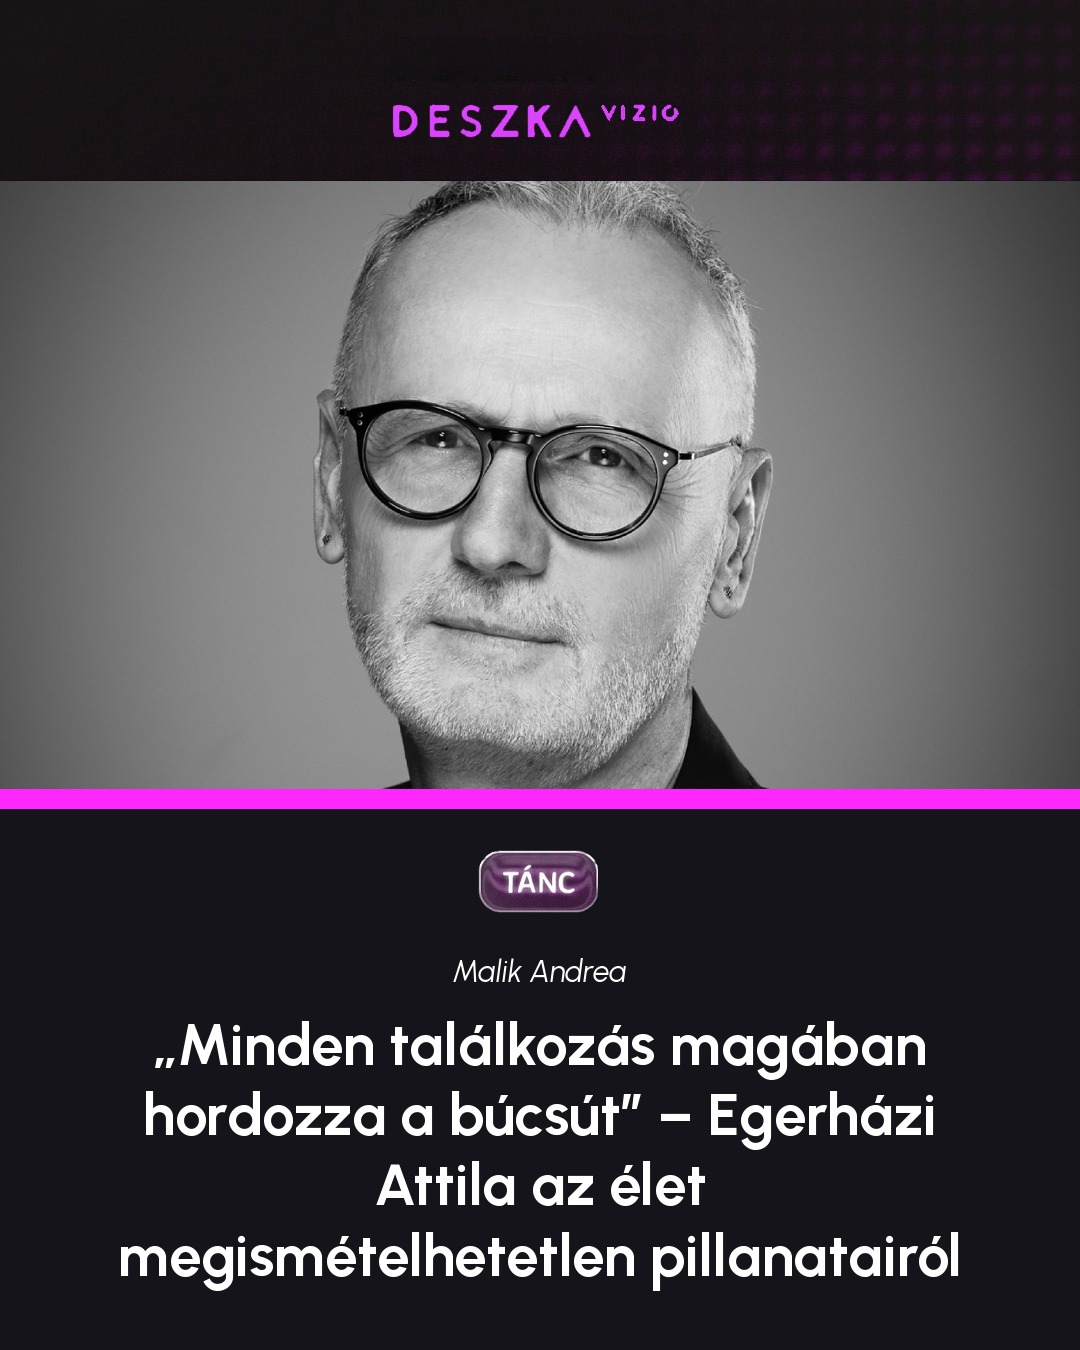 DESZKA VIZIO
TÁNC
Malik Andrea
„Minden találkozás magában
hordozza a búcsút” – Egerházi
Attila az élet
megismételhetetlen pillanatairól